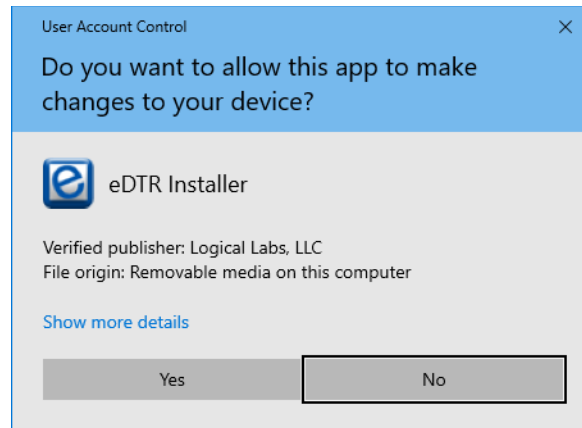 User Account Control
Do you want to allow this app to make
changes to your device?
eDTR Installer
Verified publisher: Logical Labs, LLC
File origin: Removable media on this computer
Show more details
Yes
No